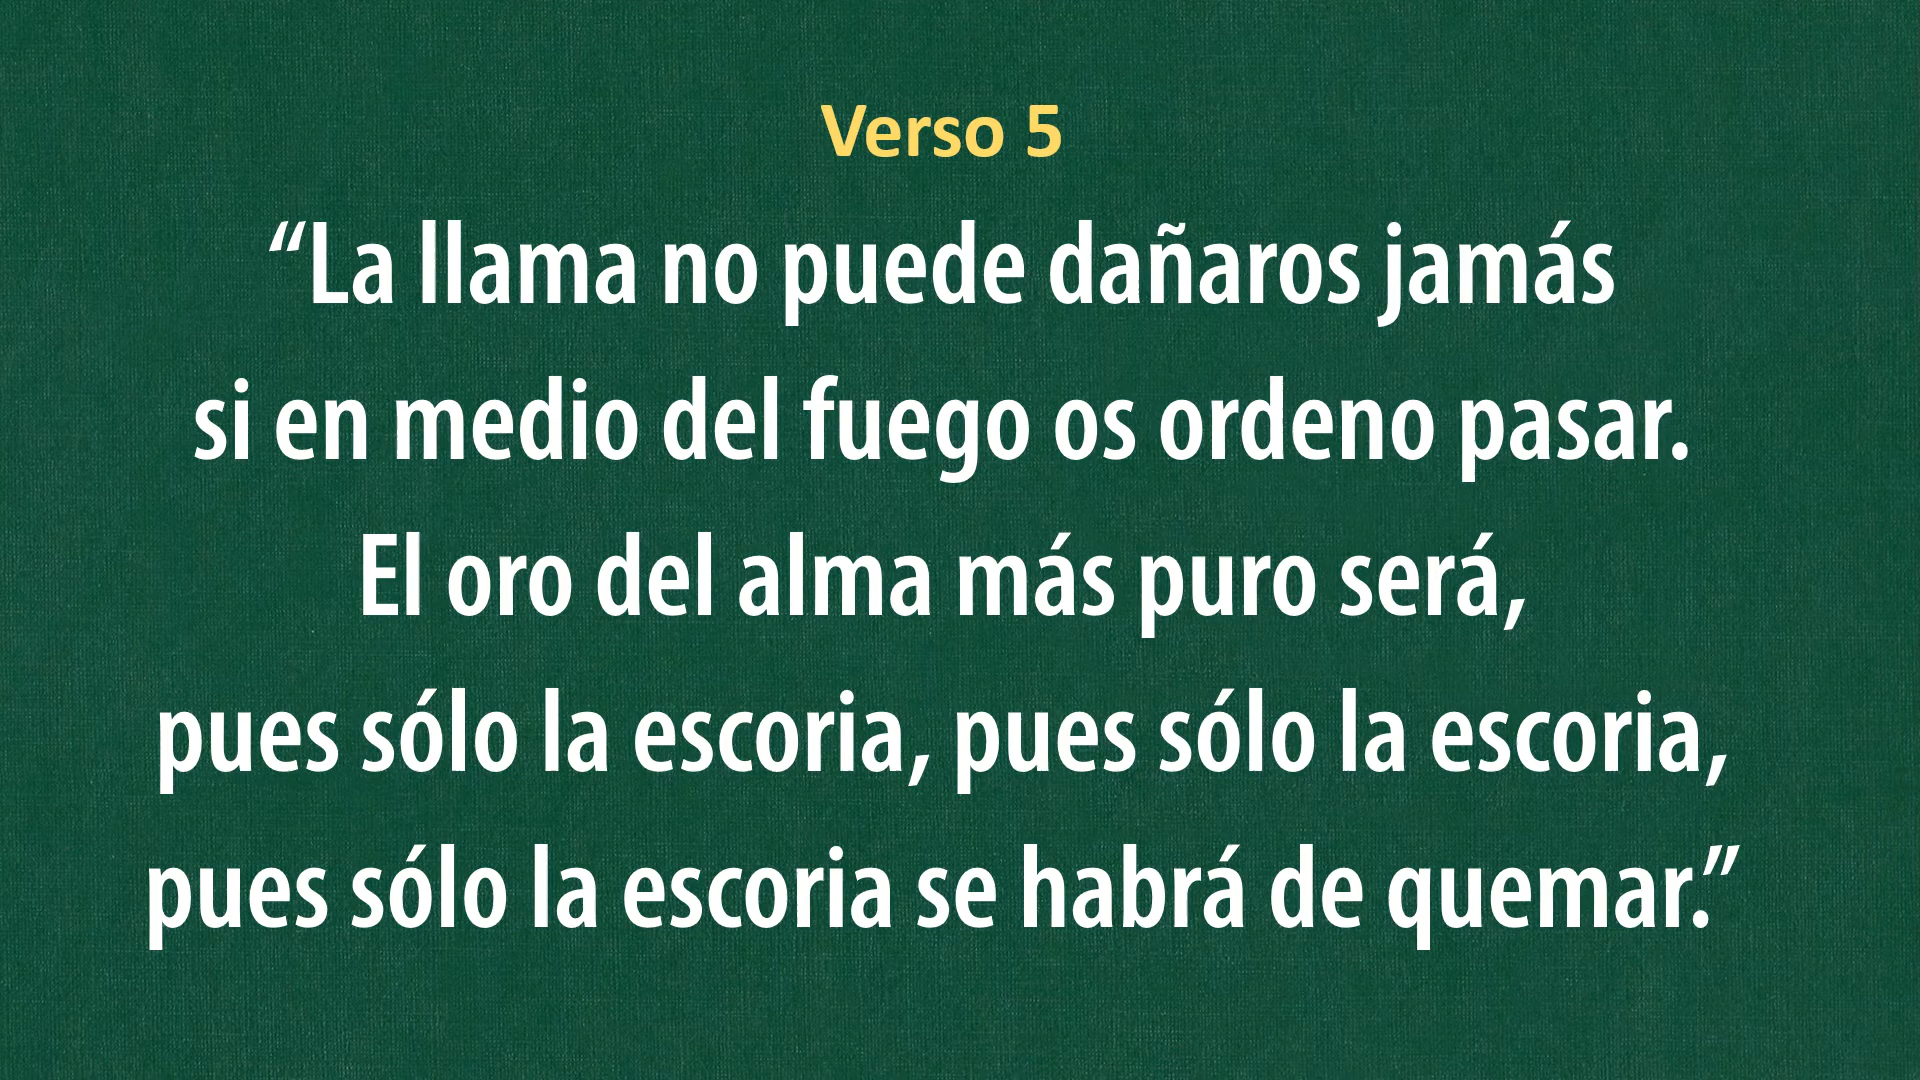 Verso 5
“La llama no puede dañaros jamás
si en medio del fuego os ordeno pasar.
El oro del alma más puro será,
pues sólo la escoria, pues sólo la escoria,
pues sólo la escoria se habrá de quemar.”